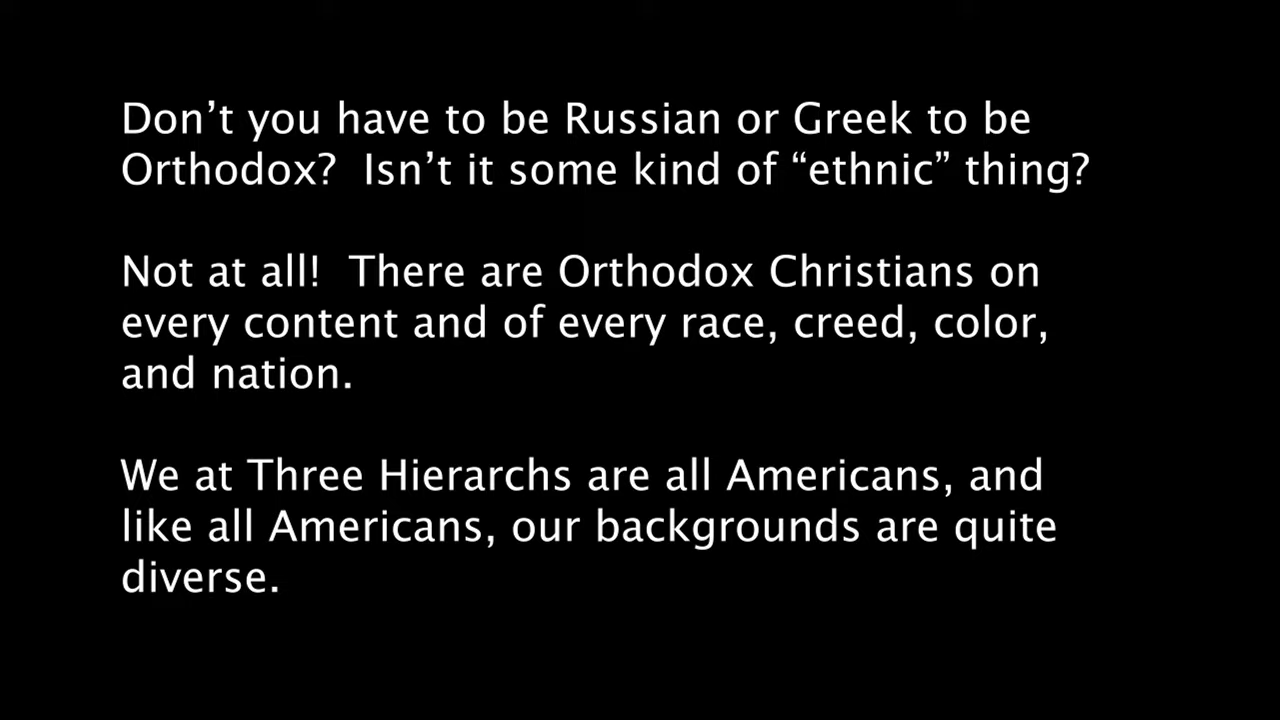 Don’t you have to be Russian or Greek to be
Orthodox?  Isn’t it some kind of “ethnic” thing?
Not at all!  There are Orthodox Christians on
every content and of every race, creed, color,
and nation.
We at Three Hierarchs are all Americans, and
like all Americans, our backgrounds are quite
diverse.